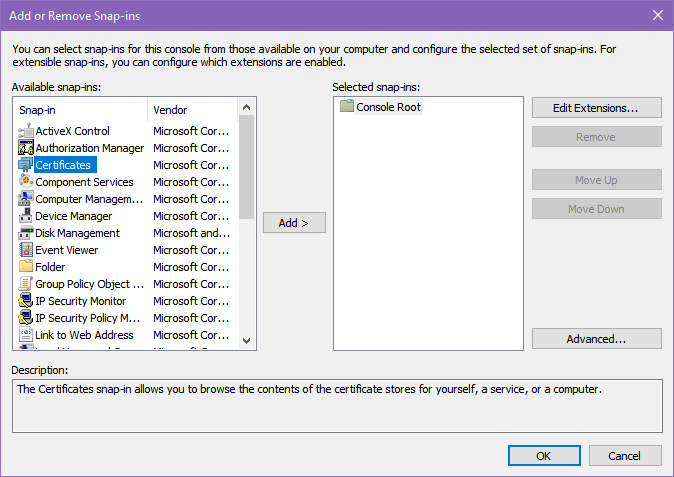 Add or Remove Snap-ins
You can select snap-ins for this console from those available on your computer and configure the selected set of snap-ins. For
extensible snap-ins, you can configure which extensions are enabled.
Available snap-ins:
Snap-in Vendor
ActiveX Control Microsoft Cor...
Authorization Manager Microsoft Cor...
Certificates Microsoft Cor...
Component Services Microsoft Cor...
Computer Managem... Microsoft Cor...
Device Manager Microsoft Cor...
Disk Management Microsoft and...
Event Viewer Microsoft Cor...
Folder Microsoft Cor...
Group Policy Object ... Microsoft Cor...
IP Security Monitor Microsoft Cor...
IP Security Policy M... Microsoft Cor...
Link to Web Address Microsoft Cor...
Add >
Selected snap-ins:
Console Root
Edit Extensions...
Remove
Move Up
Move Down
Advanced...
Description:
The Certificates snap-in allows you to browse the contents of the certificate stores for yourself, a service, or a computer.
OK Cancel